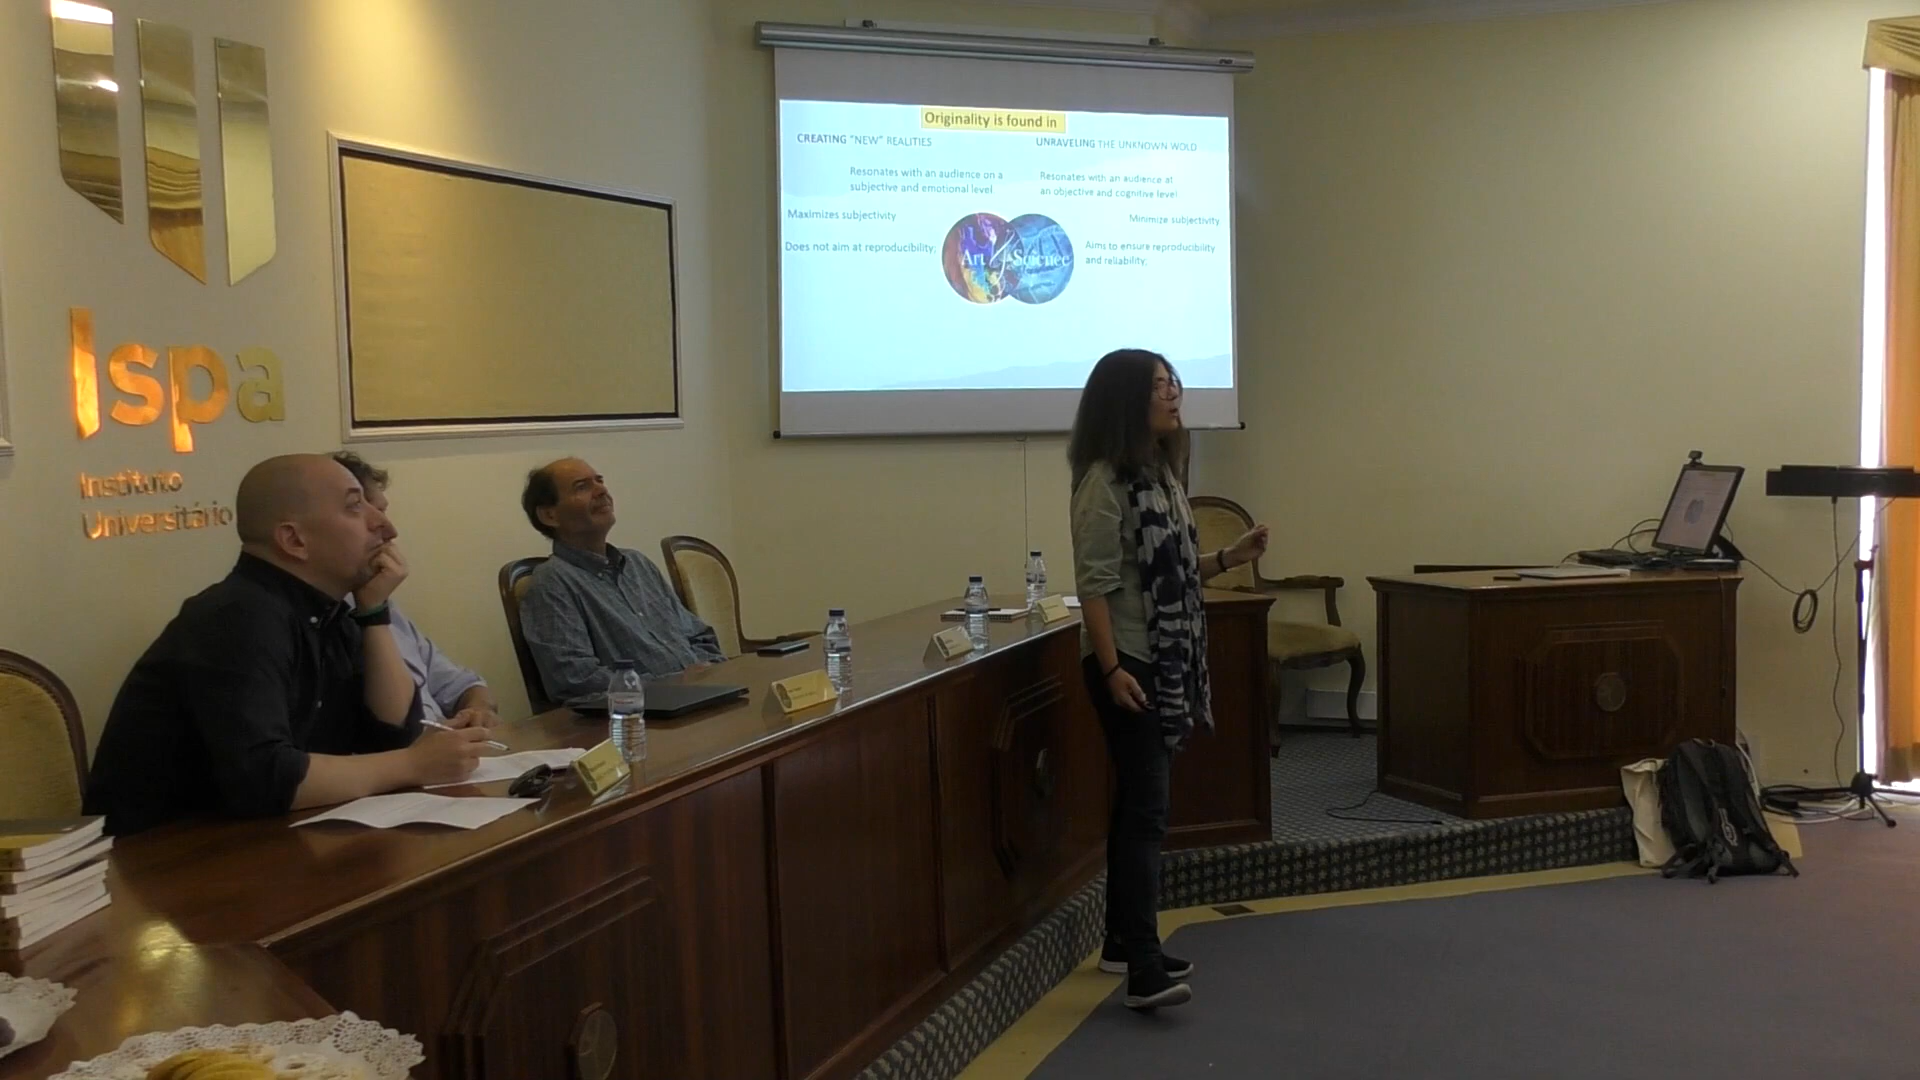 Ispa
Instituto
Universitário
Originality is found in
CREATING "NEW" REALITIES
Resonates with an audience on a
subjective and emotional level
Maximizes subjectivity
Does not aim at reproducibility;
UNRAVELING THE UNKNOWN WOLD
Resonates with an audience at
an objective and cognitive level
Minimize subjectivity
Aims to ensure reproducibility
and reliability;
Art & Science